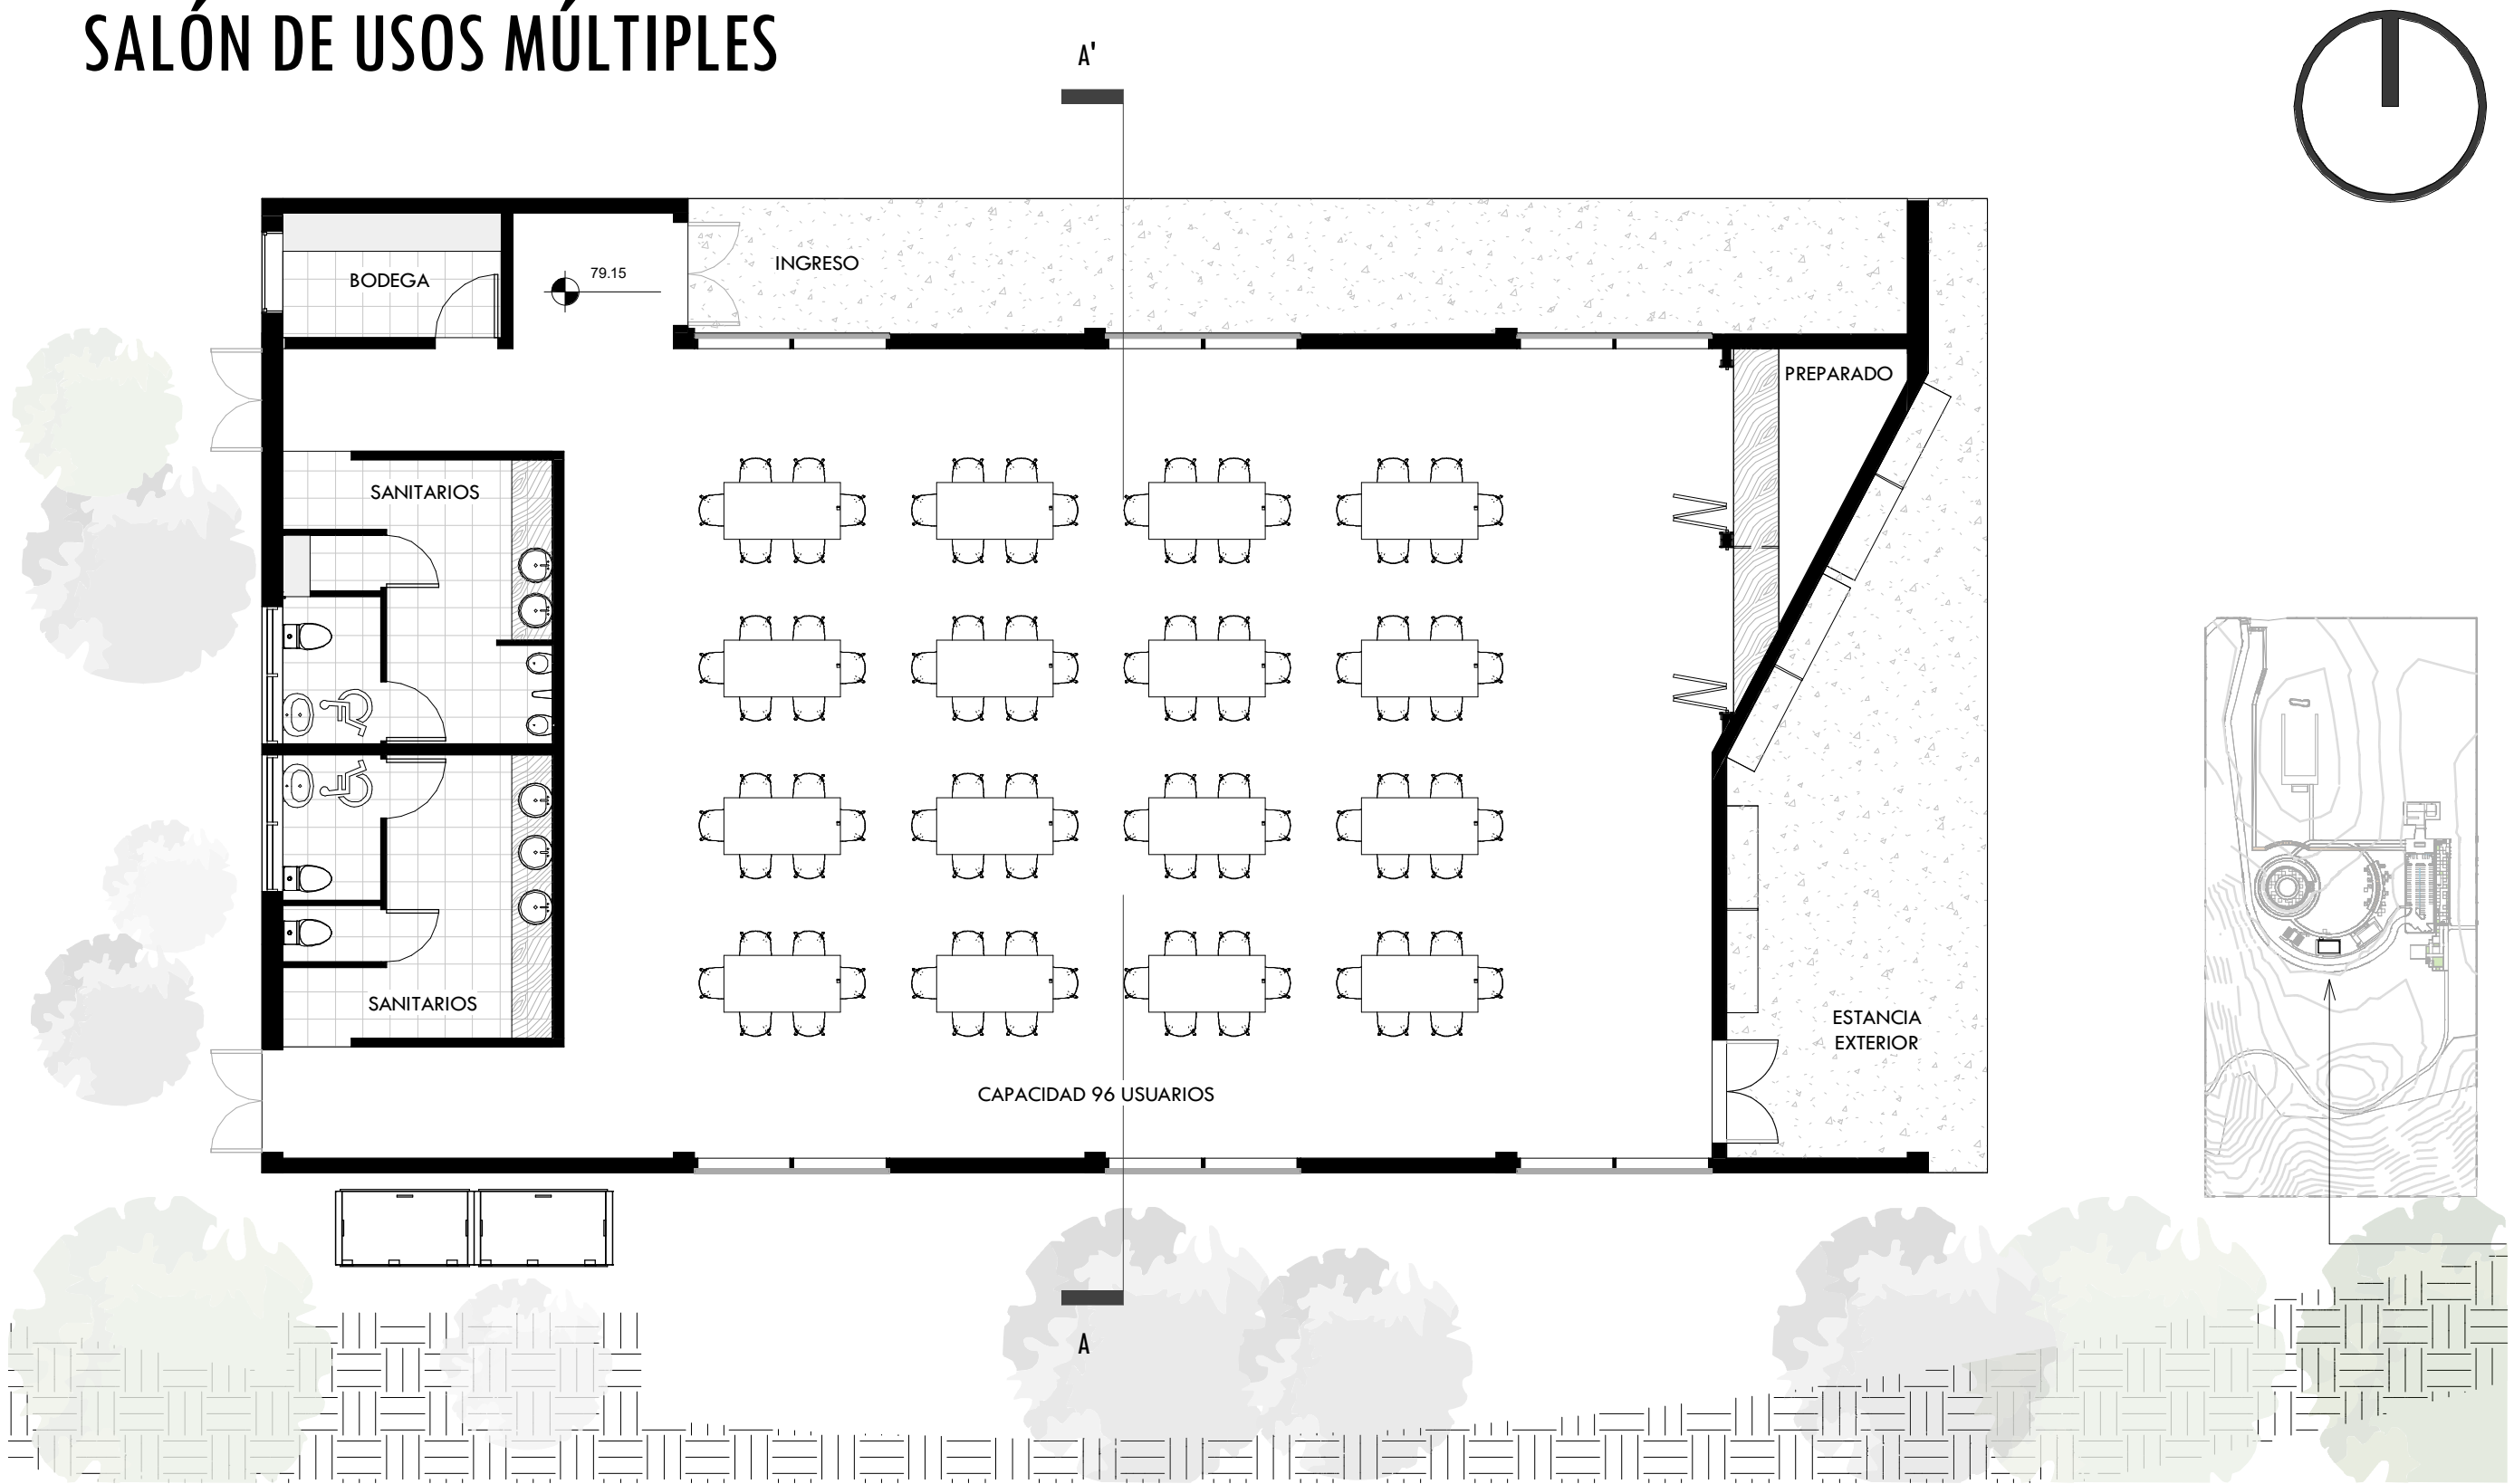 SALÓN DE USOS MÚLTIPLES
A'
INGRESO
BODEGA
79.15
PREPARADO
SANITARIOS
SANITARIOS
ESTANCIA
EXTERIOR
CAPACIDAD 96 USUARIOS
A